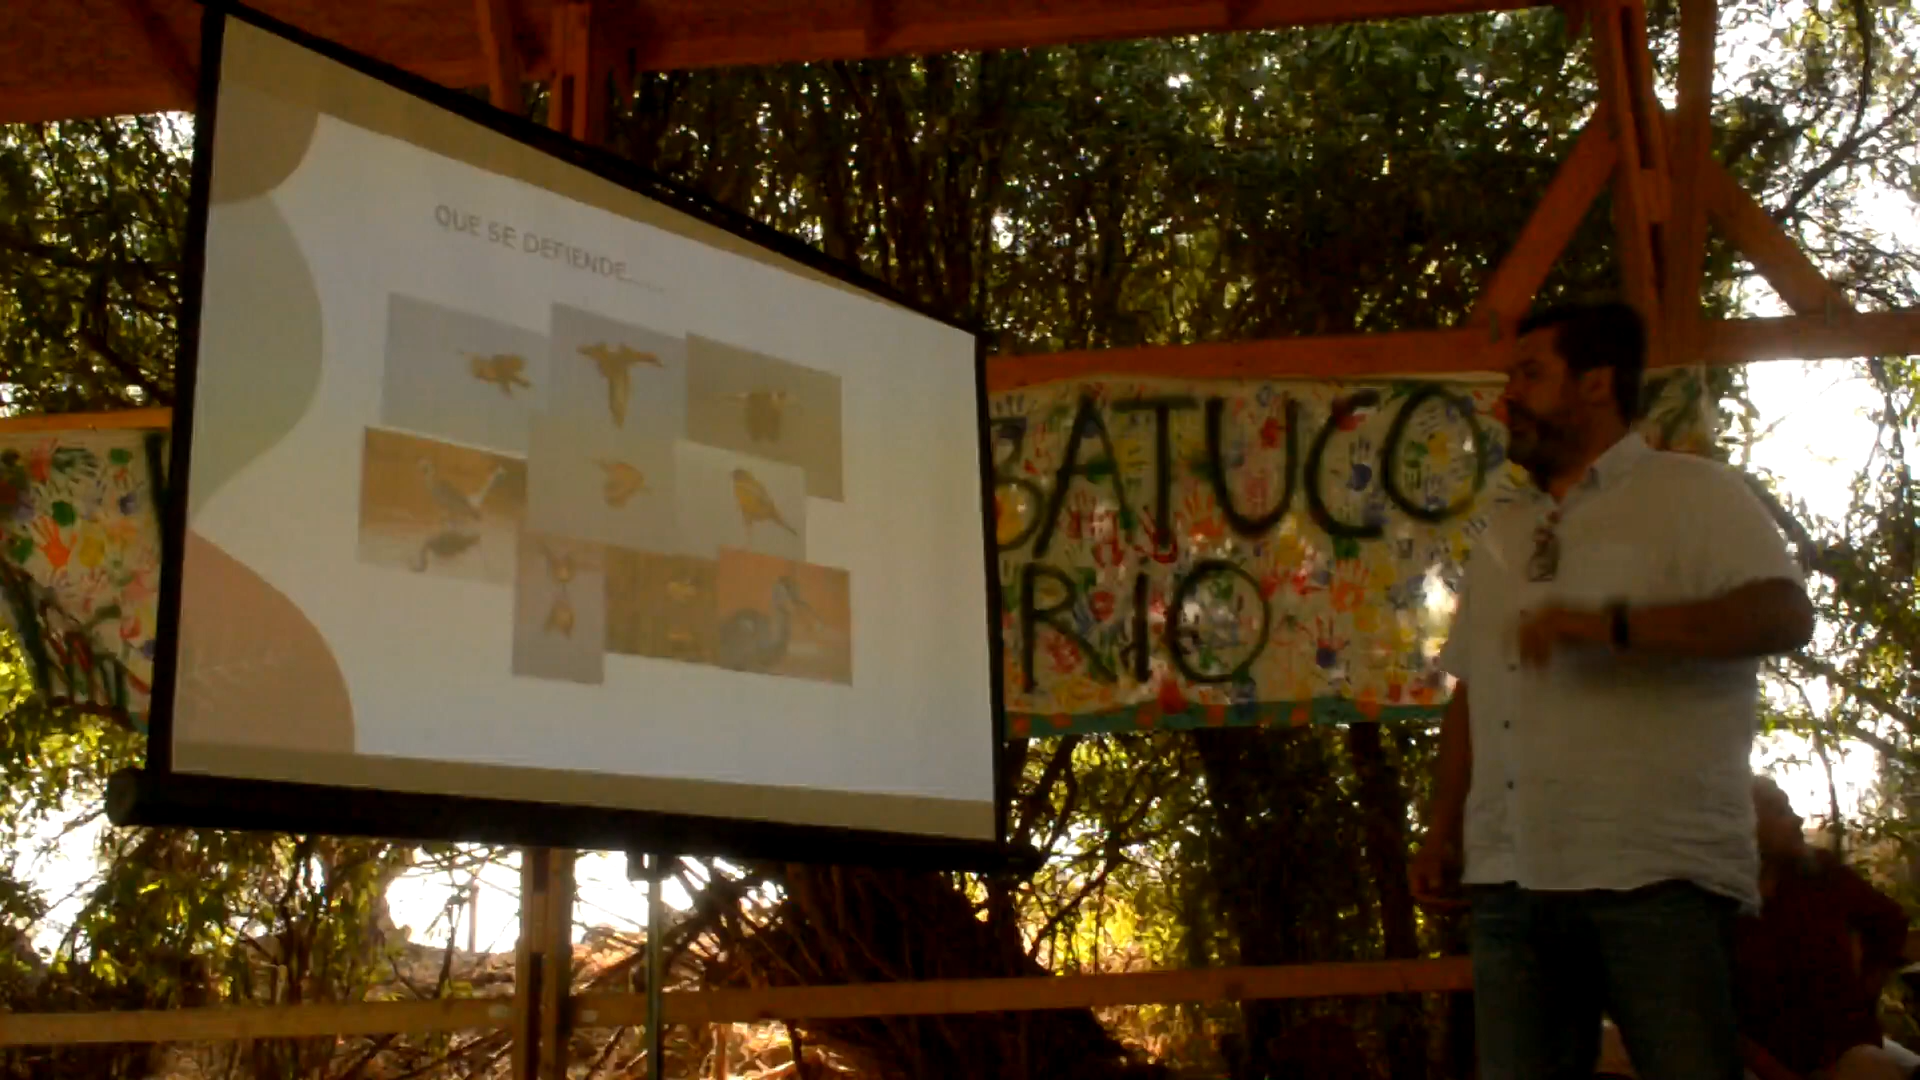 QUE SE DEFIENDE......
BATUCO
RIO